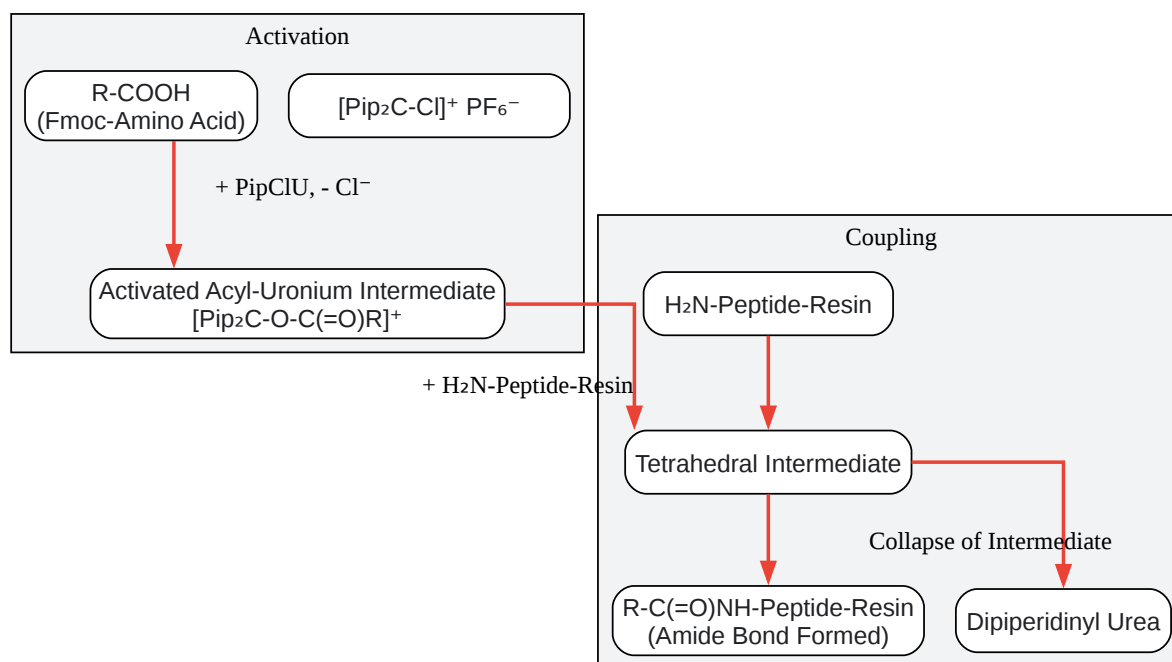 Activation
R-COOH
(Fmoc-Amino Acid)
[Pip₂C-Cl]⁺ PF₆⁻
+ PipClU, - Cl⁻
Activated Acyl-Uronium Intermediate
[Pip₂C-O-C(=O)R]⁺
Coupling
H₂N-Peptide-Resin
+ H₂N-Peptide-Resin
Tetrahedral Intermediate
Collapse of Intermediate
R-C(=O)NH-Peptide-Resin
(Amide Bond Formed)
Dipiperidinyl Urea